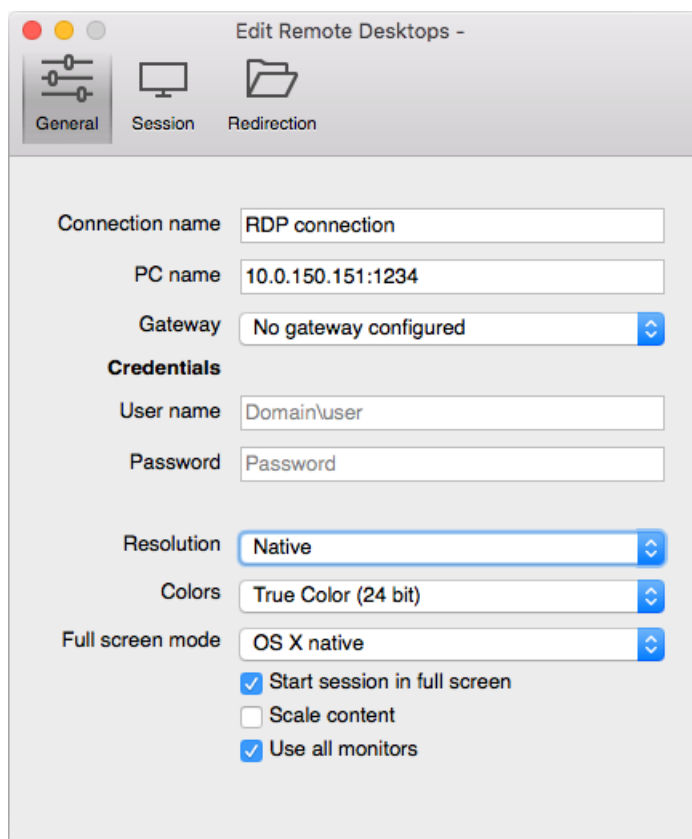 Edit Remote Desktops -
General Session Redirection
Connection name RDP connection
PC name 10.0.150.151:1234
Gateway No gateway configured
Credentials
User name Domain\user
Password Password
Resolution Native
Colors True Color (24 bit)
Full screen mode OS X native
Start session in full screen
Scale content
Use all monitors